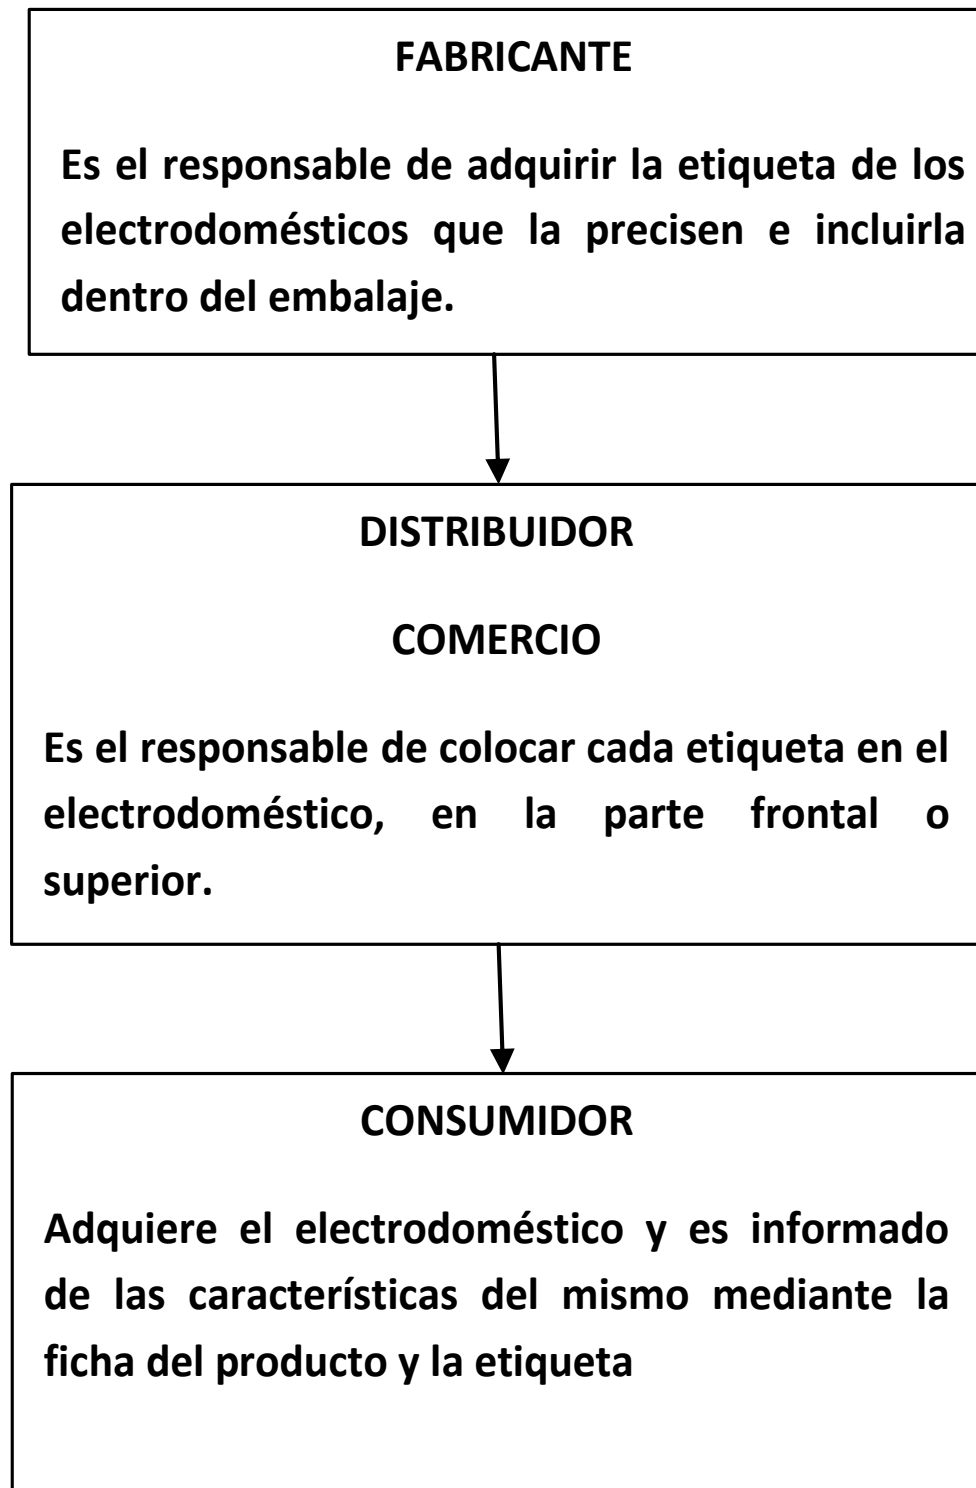 FABRICANTE
Es el responsable de adquirir la etiqueta de los
electrodomésticos que la precisen e incluirla
dentro del embalaje.
DISTRIBUIDOR
COMERCIO
Es el responsable de colocar cada etiqueta en el
electrodoméstico, en la parte frontal o
superior.
CONSUMIDOR
Adquiere el electrodoméstico y es informado
de las características del mismo mediante la
ficha del producto y la etiqueta